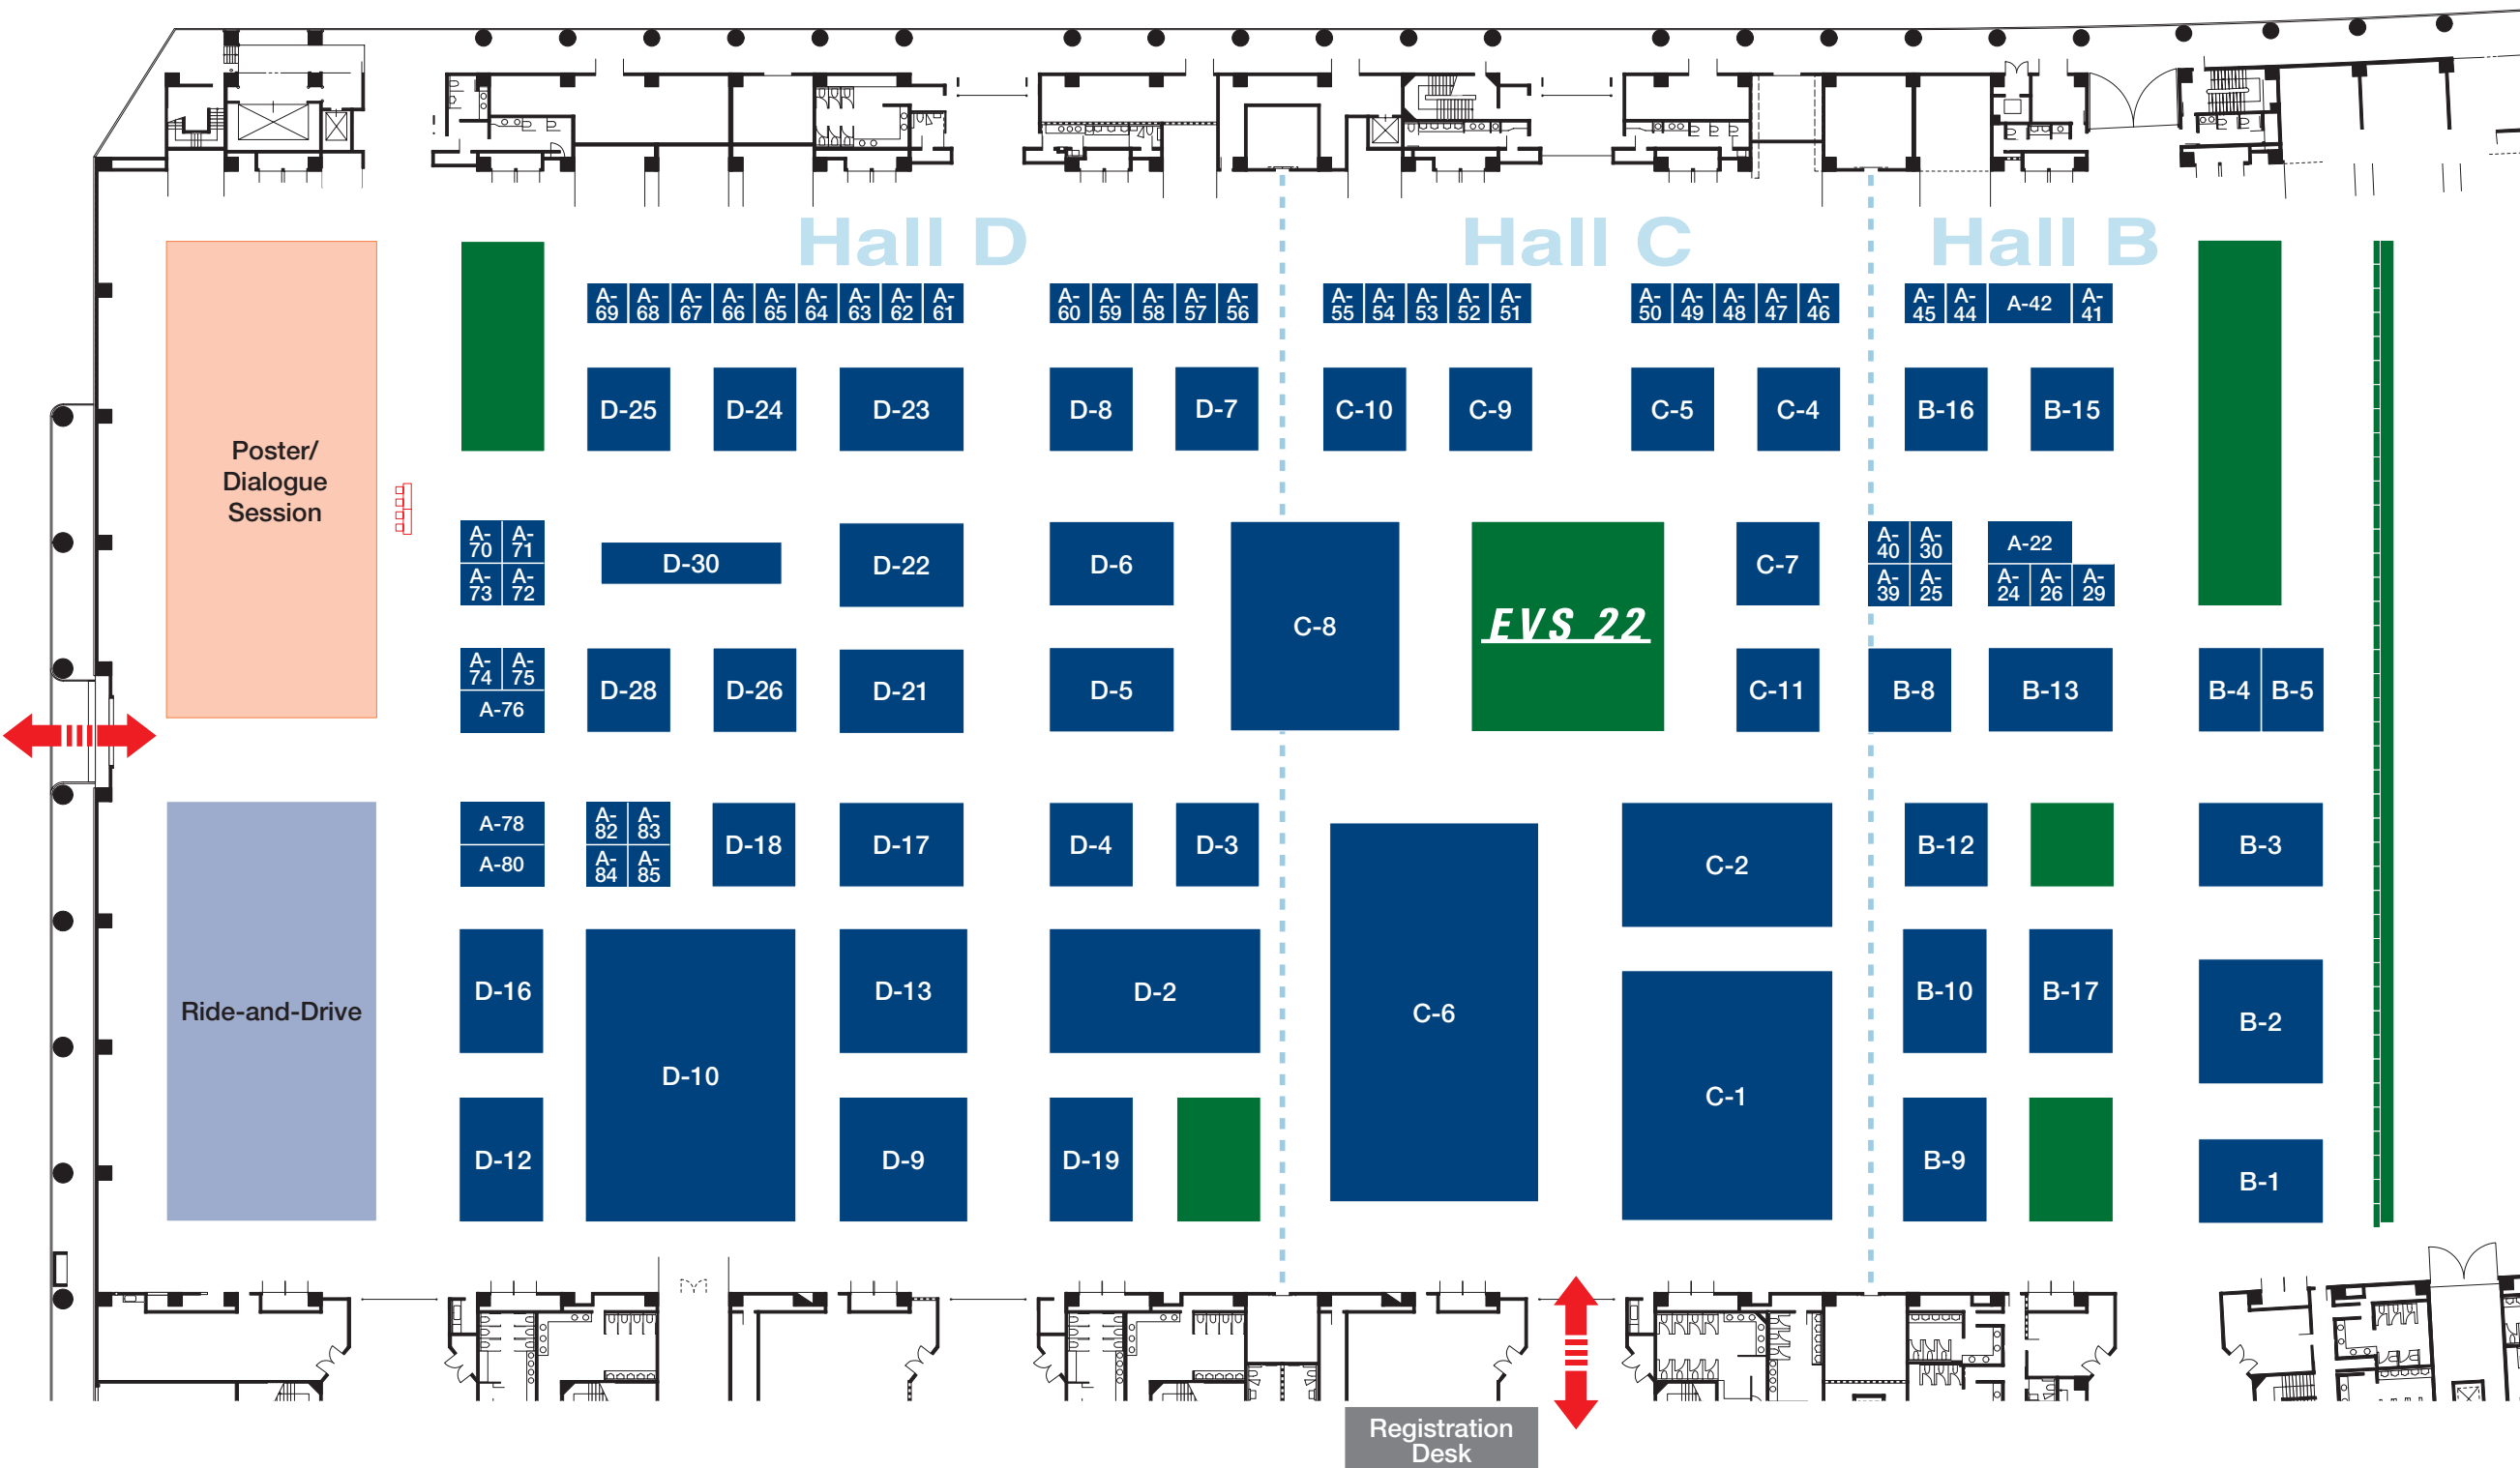 Hall D
Hall C
Hall B
A-
69
A-
68
A-
67
A-
66
A-
65
A-
64
A-
63
A-
62
A-
61
A-
60
A-
59
A-
58
A-
57
A-
56
A-
55
A-
54
A-
53
A-
52
A-
51
A-
50
A-
49
A-
48
A-
47
A-
46
A-
45
A-
44
A-42
A-
41
D-25
D-24
D-23
D-8
D-7
C-10
C-9
C-5
C-4
B-16
B-15
Poster/
Dialogue
Session
A-
70
A-
71
A-
73
A-
72
D-30
D-22
D-6
C-8
EVS 22
C-7
A-
40
A-
30
A-
39
A-
25
A-22
A-
24
A-
26
A-
29
A-
74
A-
75
A-76
D-28
D-26
D-21
D-5
C-11
B-8
B-13
B-4
B-5
A-78
A-80
A-
82
A-
83
A-
84
A-
85
D-18
D-17
D-4
D-3
C-2
B-12
B-3
Ride-and-Drive
D-16
D-10
D-13
D-2
C-6
C-1
B-10
B-17
B-2
D-12
D-9
D-19
B-9
B-1
Registration
Desk